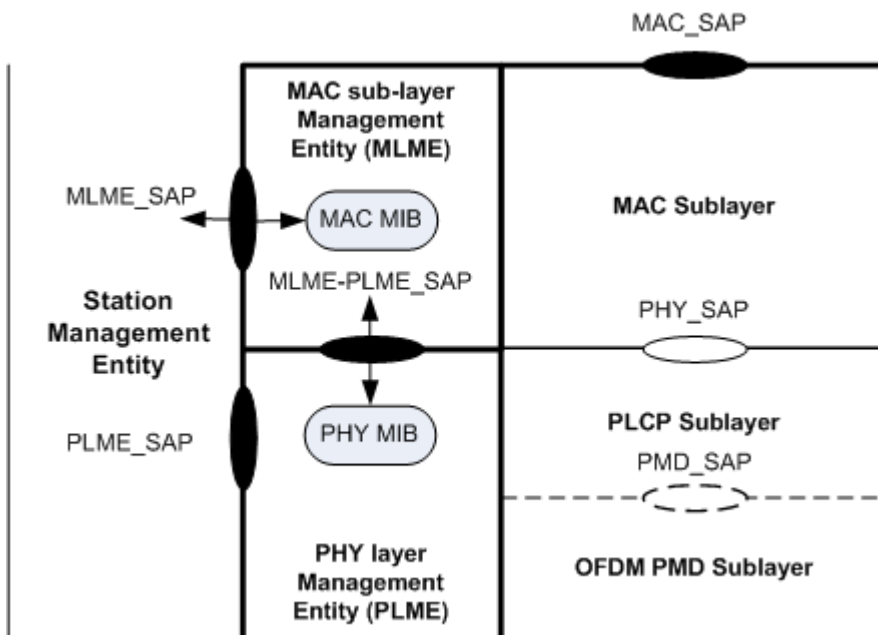 MAC_SAP
MAC sub-layer
Management
Entity (MLME)
MLME_SAP
MAC MIB
MAC Sublayer
MLME-PLME_SAP
Station
Management
Entity
PHY_SAP
PLME_SAP
PHY MIB
PLCP Sublayer
PMD_SAP
PHY layer
Management
Entity (PLME)
OFDM PMD Sublayer